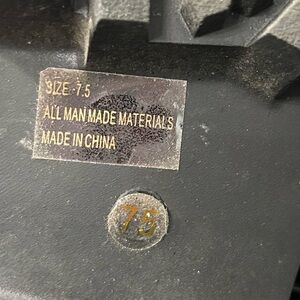 SIZE -7.5
ALL MAN MADE MATERIALS
MADE IN CHINA
7.5